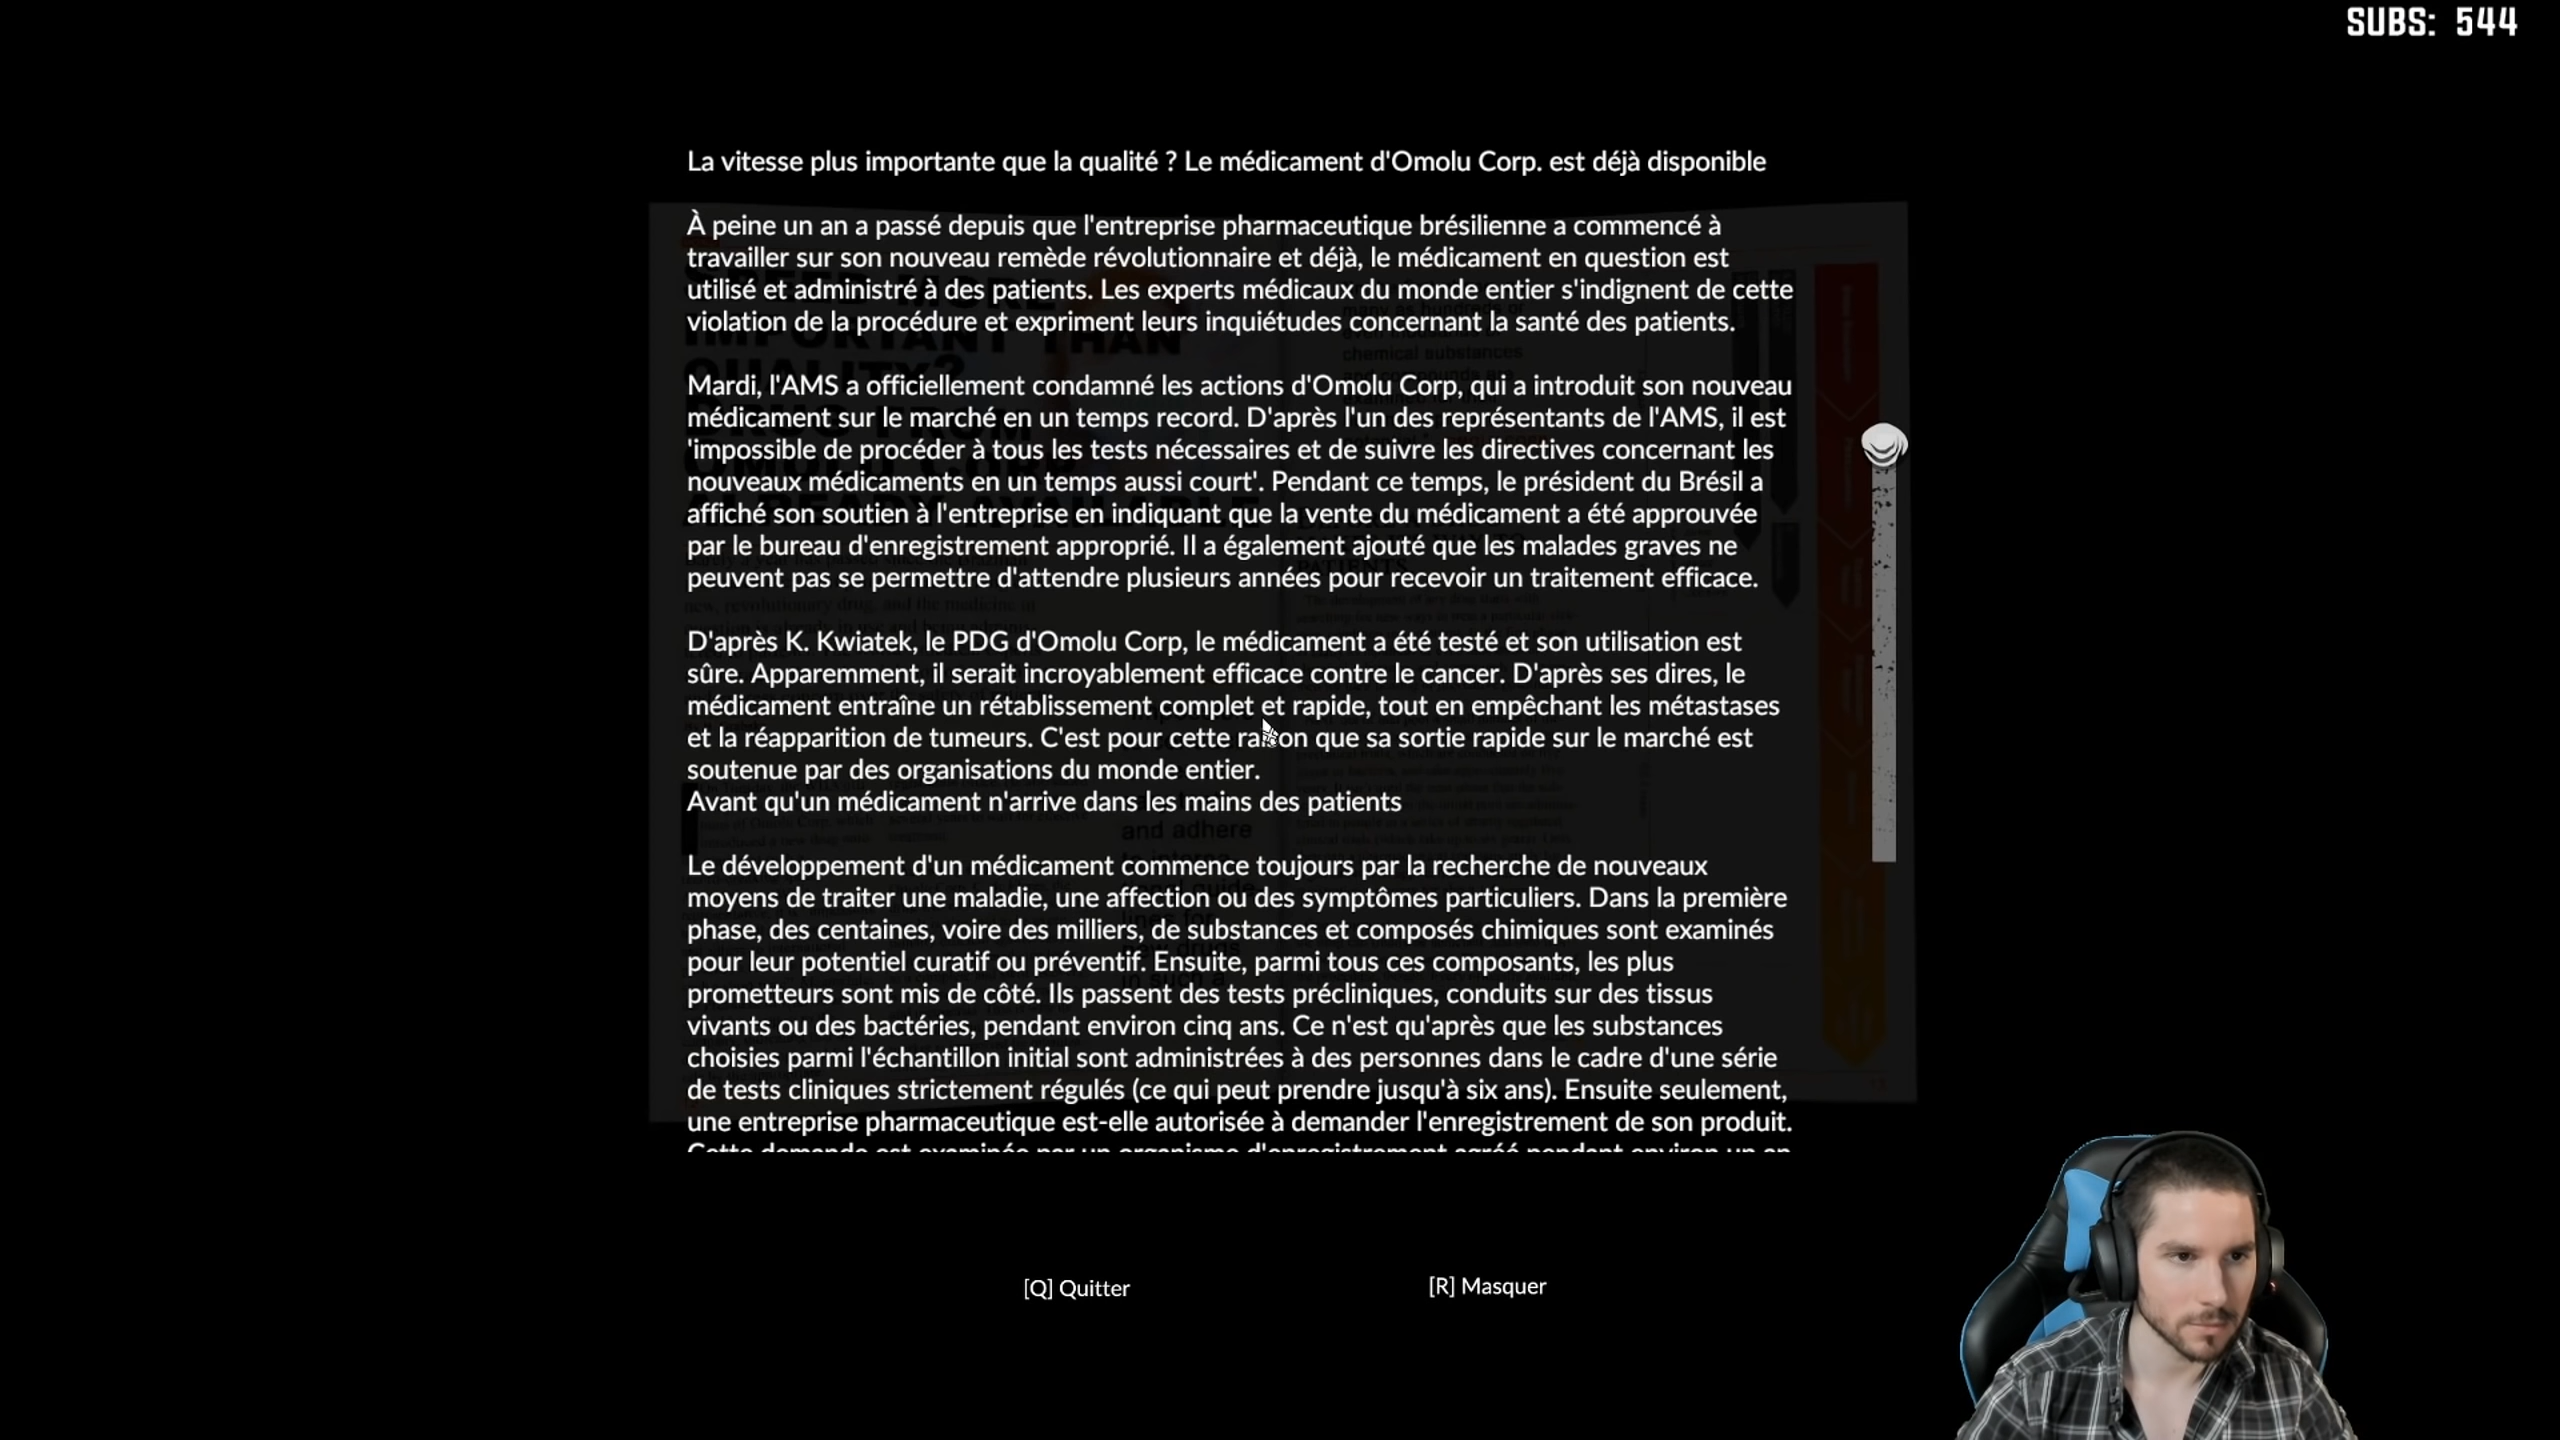 SUBS: 544
La vitesse plus importante que la qualité ? Le médicament d'Omolu Corp. est déjà disponible
À peine un an a passé depuis que l'entreprise pharmaceutique brésilienne a commencé à
travailler sur son nouveau remède révolutionnaire et déjà, le médicament en question est
utilisé et administré à des patients. Les experts médicaux du monde entier s'indignent de cette
violation de la procédure et expriment leurs inquiétudes concernant la santé des patients.
Mardi, l'AMS a officiellement condamné les actions d'Omolu Corp, qui a introduit son nouveau
médicament sur le marché en un temps record. D'après l'un des représentants de l'AMS, il est
'impossible de procéder à tous les tests nécessaires et de suivre les directives concernant les
nouveaux médicaments en un temps aussi court'. Pendant ce temps, le président du Brésil a
affiché son soutien à l'entreprise en indiquant que la vente du médicament a été approuvée
par le bureau d'enregistrement approprié. Il a également ajouté que les malades graves ne
peuvent pas se permettre d'attendre plusieurs années pour recevoir un traitement efficace.
D'après K. Kwiatek, le PDG d'Omolu Corp, le médicament a été testé et son utilisation est
sûre. Apparemment, il serait incroyablement efficace contre le cancer. D'après ses dires, le
médicament entraîne un rétablissement complet et rapide, tout en empêchant les métastases
et la réapparition de tumeurs. C'est pour cette raison que sa sortie rapide sur le marché est
soutenue par des organisations du monde entier.
Avant qu'un médicament n'arrive dans les mains des patients
Le développement d'un médicament commence toujours par la recherche de nouveaux
moyens de traiter une maladie, une affection ou des symptômes particuliers. Dans la première
phase, des centaines, voire des milliers, de substances et composés chimiques sont examinés
pour leur potentiel curatif ou préventif. Ensuite, parmi tous ces composants, les plus
prometteurs sont mis de côté. Ils passent des tests précliniques, conduits sur des tissus
vivants ou des bactéries, pendant environ cinq ans. Ce n'est qu'après que les substances
choisies parmi l'échantillon initial sont administrées à des personnes dans le cadre d'une série
de tests cliniques strictement régulés (ce qui peut prendre jusqu'à six ans). Ensuite seulement,
une entreprise pharmaceutique est-elle autorisée à demander l'enregistrement de son produit.
Cette demande est examinée par un organisme d'enregistrement agréé pendant environ un an
[Q] Quitter
[R] Masquer